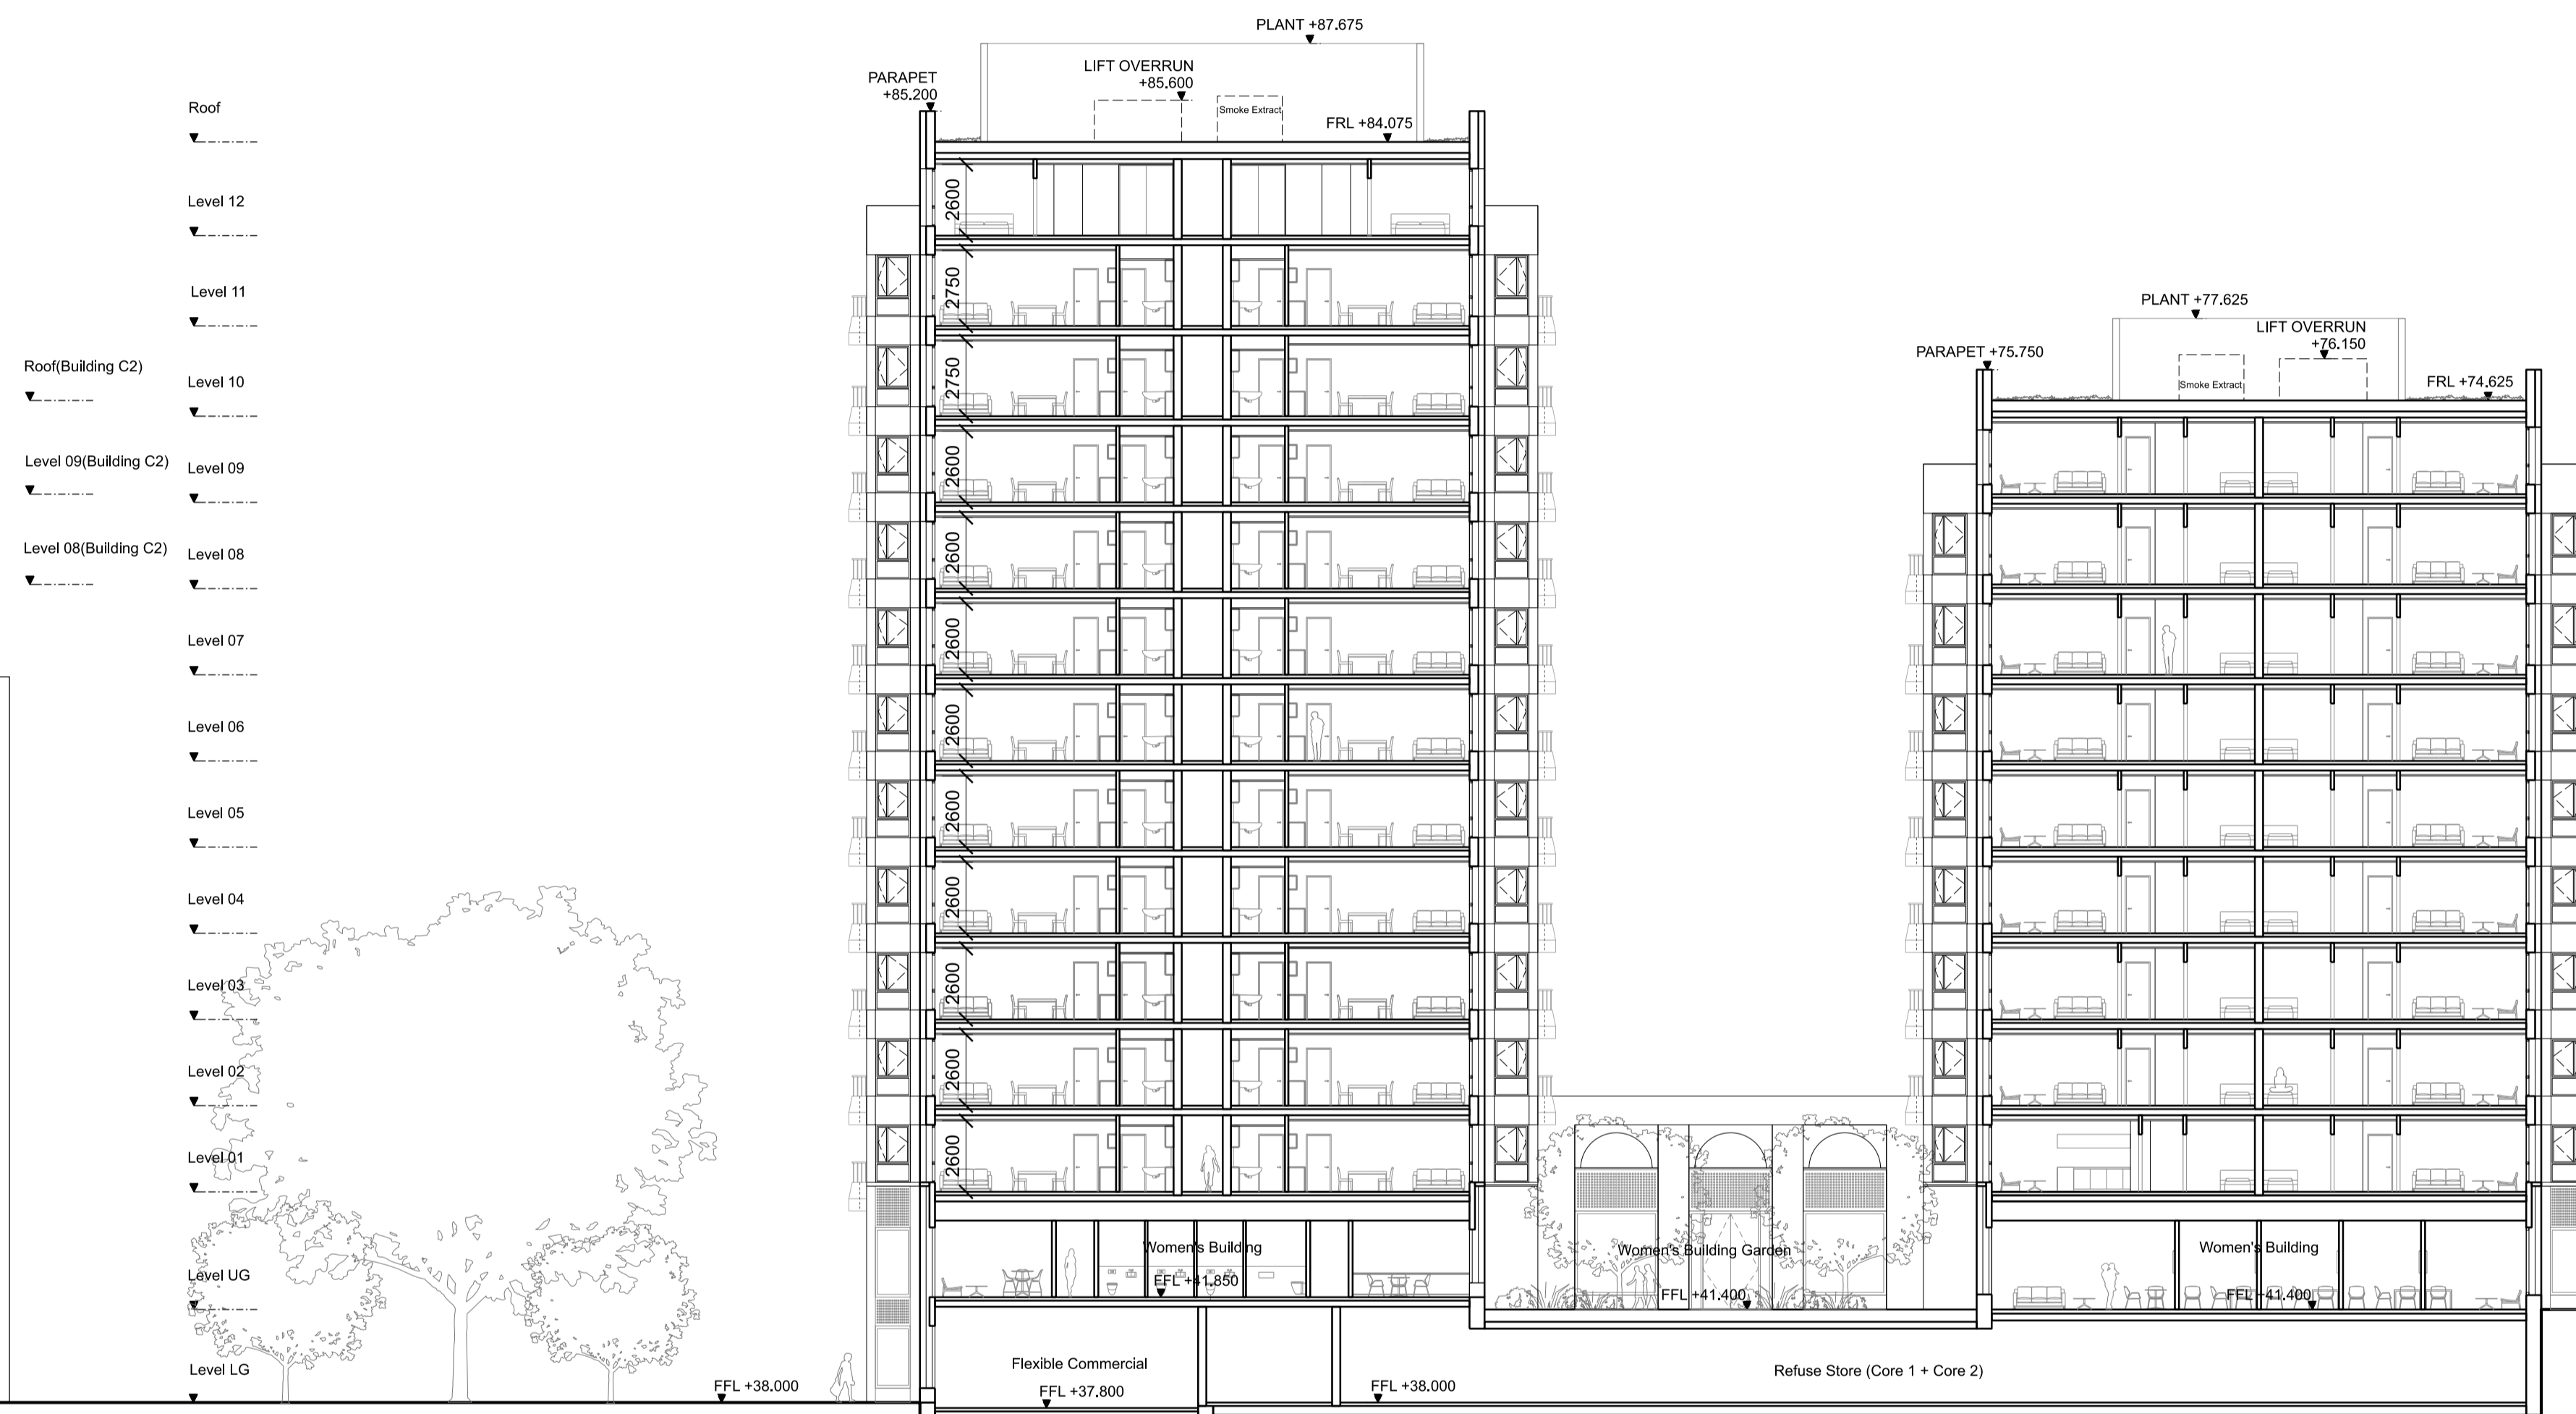 PLANT +87.675
LIFT OVERRUN
+85.600
PARAPET
+85.200
Smoke Extract
FRL +84.075
Roof
Level 12
Level 11
Level 10
Level 09
Level 08
Level 07
Level 06
Level 05
Level 04
Level 03
Level 02
Level 01
Level UG
Level LG
Roof(Building C2)
Level 09(Building C2)
Level 08(Building C2)
2600
2750
2750
2600
2600
2600
2600
2600
2600
2600
2600
2600
PLANT +77.625
LIFT OVERRUN
+76.150
PARAPET +75.750
Smoke Extract
FRL +74.625
Women's Building
FFL +41.850
Women's Building Garden
FFL +41.400
Women's Building
FFL +41.400
Flexible Commercial
FFL +37.800
FFL +38.000
FFL +38.000
Refuse Store (Core 1 + Core 2)